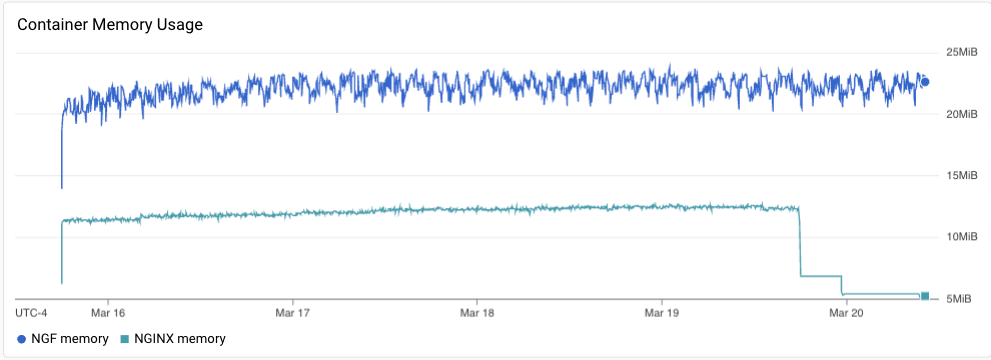 Container Memory Usage
25MiB
20MiB
15MiB
10MiB
5MiB
UTC-4 Mar 16 Mar 17 Mar 18 Mar 19 Mar 20
NGF memory NGINX memory